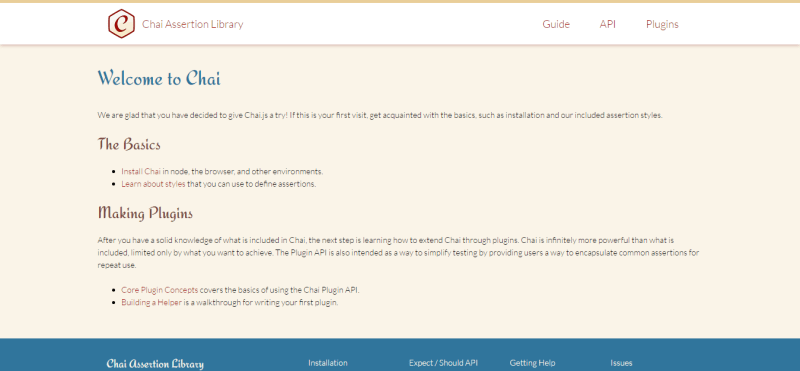 C Chai Assertion Library Guide API Plugins
Welcome to Chai
We are glad that you have decided to give Chai.js a try! If this is your first visit, get acquainted with the basics, such as installation and our included assertion styles.
The Basics
Install Chai in node, the browser, and other environments.
Learn about styles that you can use to define assertions.
Making Plugins
After you have a solid knowledge of what is included in Chai, the next step is learning how to extend Chai through plugins. Chai is infinitely more powerful than what is
included, limited only by what you want to achieve. The Plugin API is also intended as a way to simplify testing by providing users a way to encapsulate common assertions for
repeat use.
Core Plugin Concepts covers the basics of using the Chai Plugin API.
Building a Helper is a walkthrough for writing your first plugin.
Chai Assertion Library Installation Expect / Should API Getting Help Issues